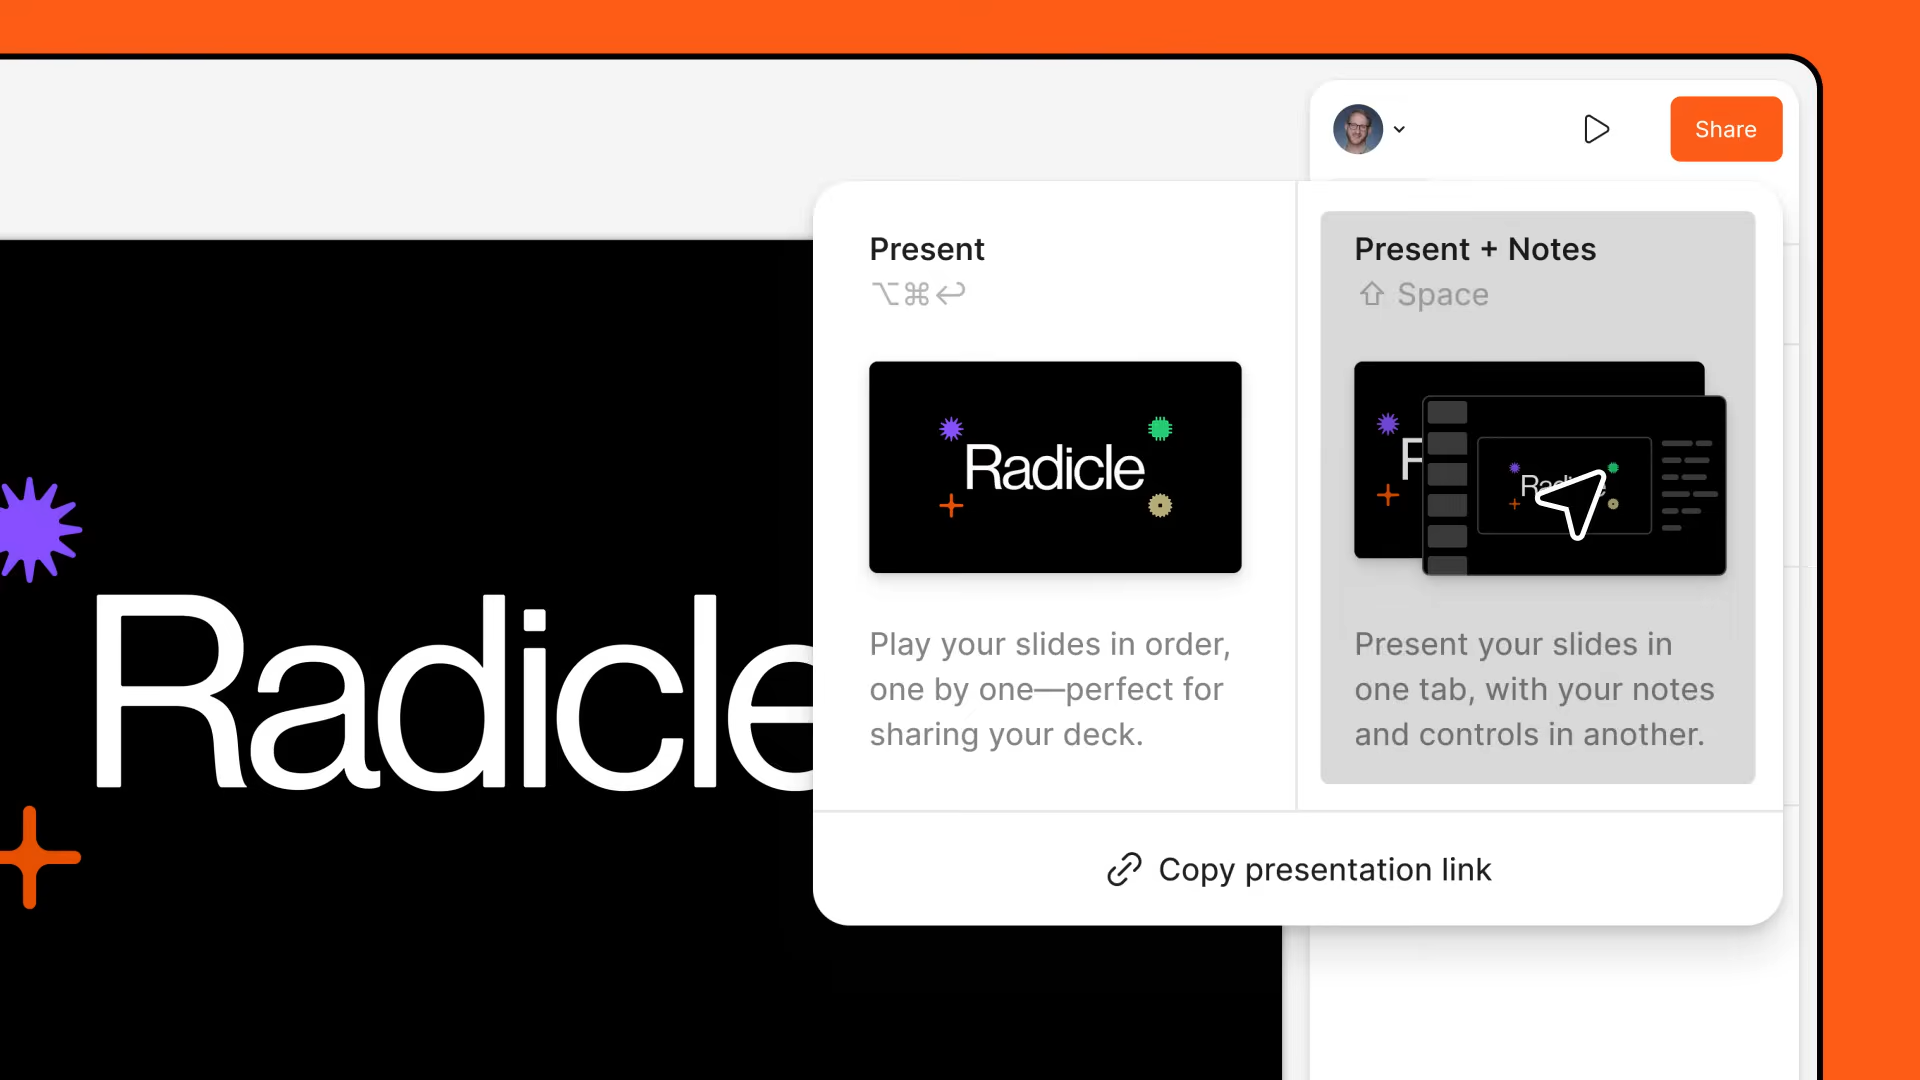 Share
Present
⌥⌘↩
Radicle
Play your slides in order,
one by one—perfect for
sharing your deck.
Present + Notes
⇧ Space
R
Present your slides in
one tab, with your notes
and controls in another.
Copy presentation link
Radicle